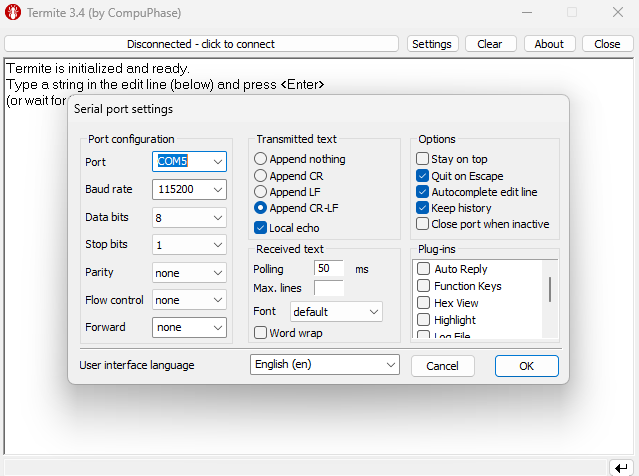 Termite 3.4 (by CompuPhase)
Disconnected - click to connect
Settings
Clear
About
Close
Termite is initialized and ready.
Type a string in the edit line (below) and press <Enter>
(or wait for
Serial port settings
Port configuration
Port COM5
Baud rate 115200
Data bits 8
Stop bits 1
Parity none
Flow control none
Forward none
Transmitted text
Append nothing
Append CR
Append LF
Append CR-LF
Local echo
Received text
Polling 50 ms
Max. lines
Font default
Word wrap
Options
Stay on top
Quit on Escape
Autocomplete edit line
Keep history
Close port when inactive
Plug-ins
Auto Reply
Function Keys
Hex View
Highlight
Log File
User interface language English (en)
Cancel
OK